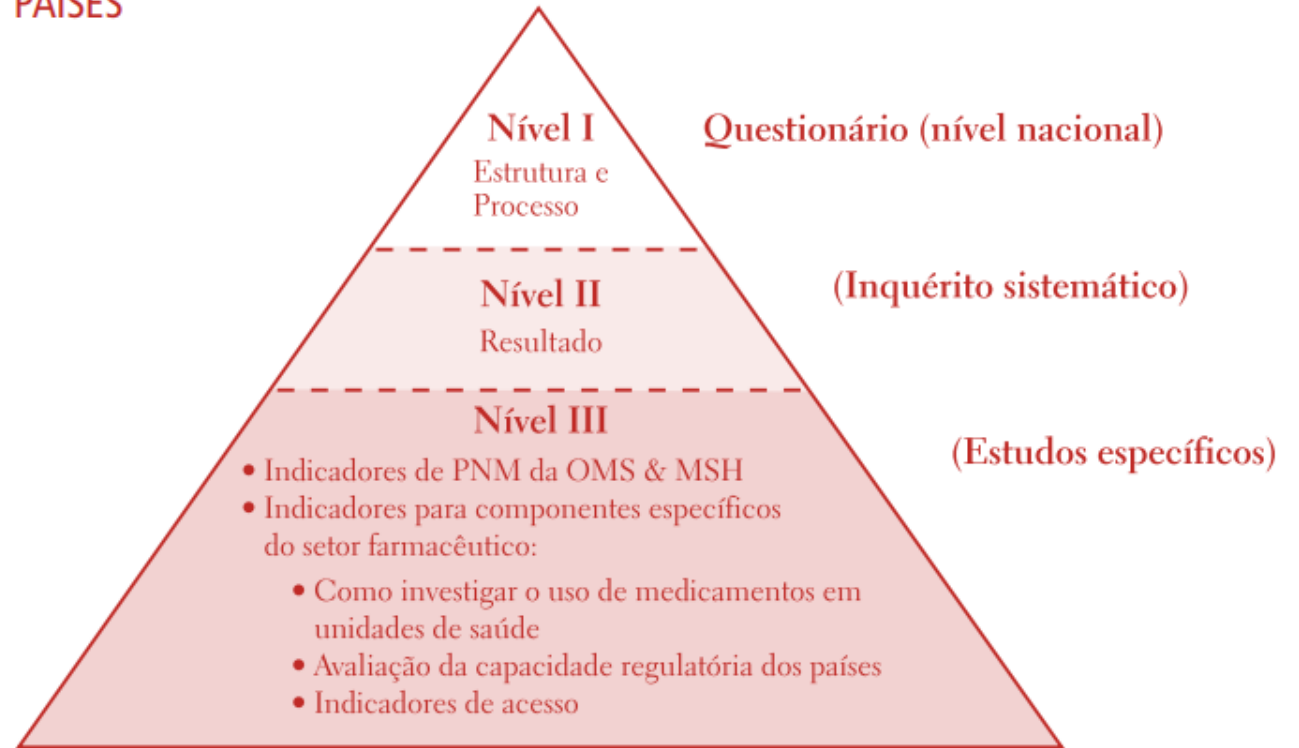 PAÍSES
Nível I
Estrutura e
Processo
Questionário (nível nacional)
Nível II
Resultado
(Inquérito sistemático)
Nível III
• Indicadores de PNM da OMS & MSH
• Indicadores para componentes específicos
do setor farmacêutico:
• Como investigar o uso de medicamentos em
unidades de saúde
• Avaliação da capacidade regulatória dos países
• Indicadores de acesso
(Estudos específicos)